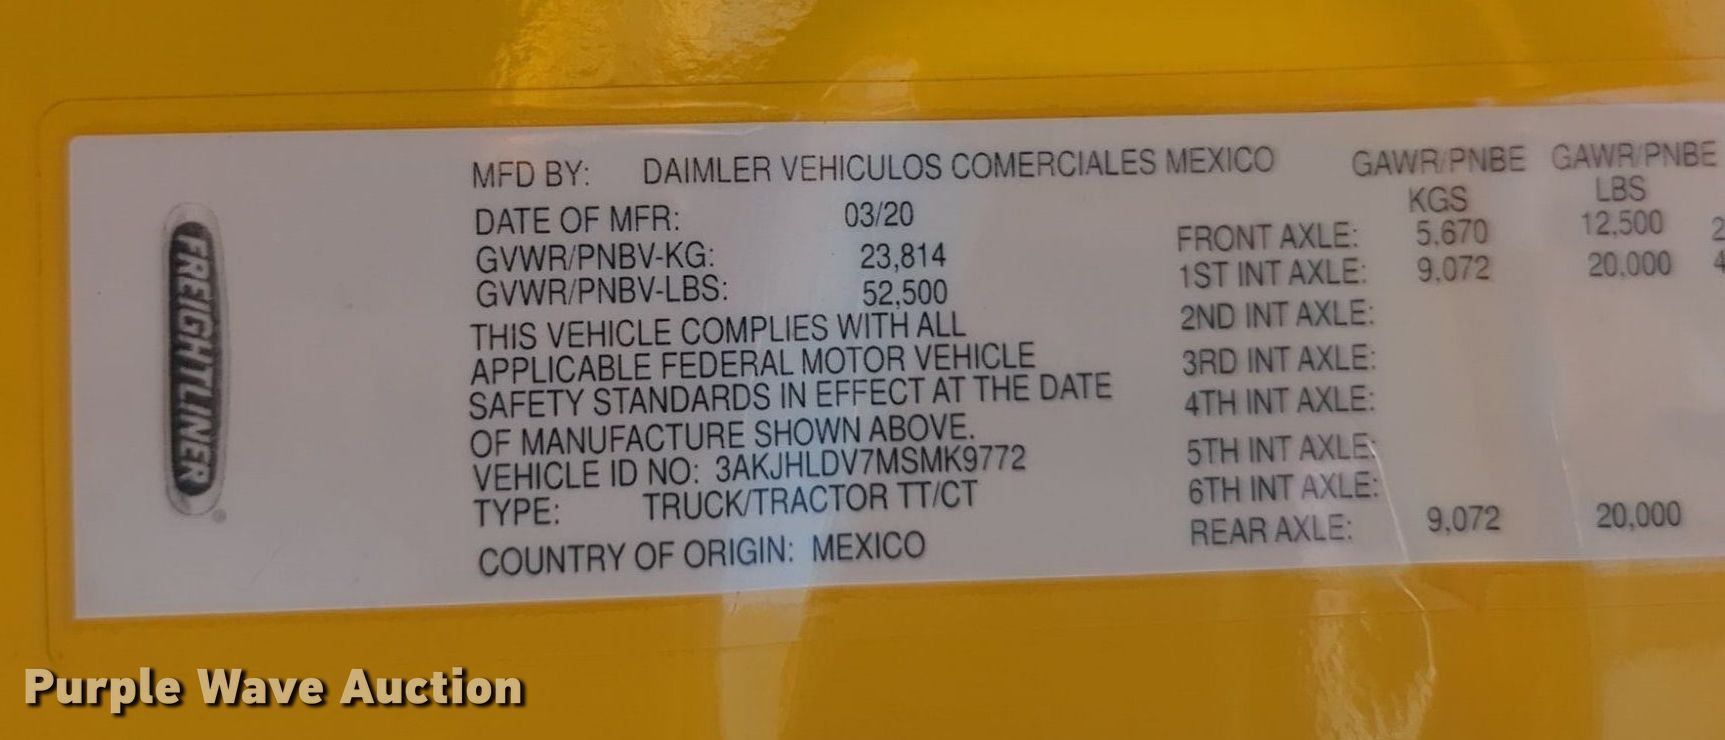 FREIGHTLINER
MFD BY: DAIMLER VEHICULOS COMERCIALES MEXICO
DATE OF MFR: 03/20
GVWR/PNBV-KG: 23,814
GVWR/PNBV-LBS: 52,500
THIS VEHICLE COMPLIES WITH ALL
APPLICABLE FEDERAL MOTOR VEHICLE
SAFETY STANDARDS IN EFFECT AT THE DATE
OF MANUFACTURE SHOWN ABOVE.
VEHICLE ID NO: 3AKJHLDV7MSMK9772
TYPE: TRUCK/TRACTOR TT/CT
COUNTRY OF ORIGIN: MEXICO
GAWR/PNBE GAWR/PNBE
KGS LBS
FRONT AXLE: 5,670 12,500
1ST INT AXLE: 9,072 20,000
2ND INT AXLE:
3RD INT AXLE:
4TH INT AXLE:
5TH INT AXLE:
6TH INT AXLE:
REAR AXLE: 9,072 20,000
Purple Wave Auction